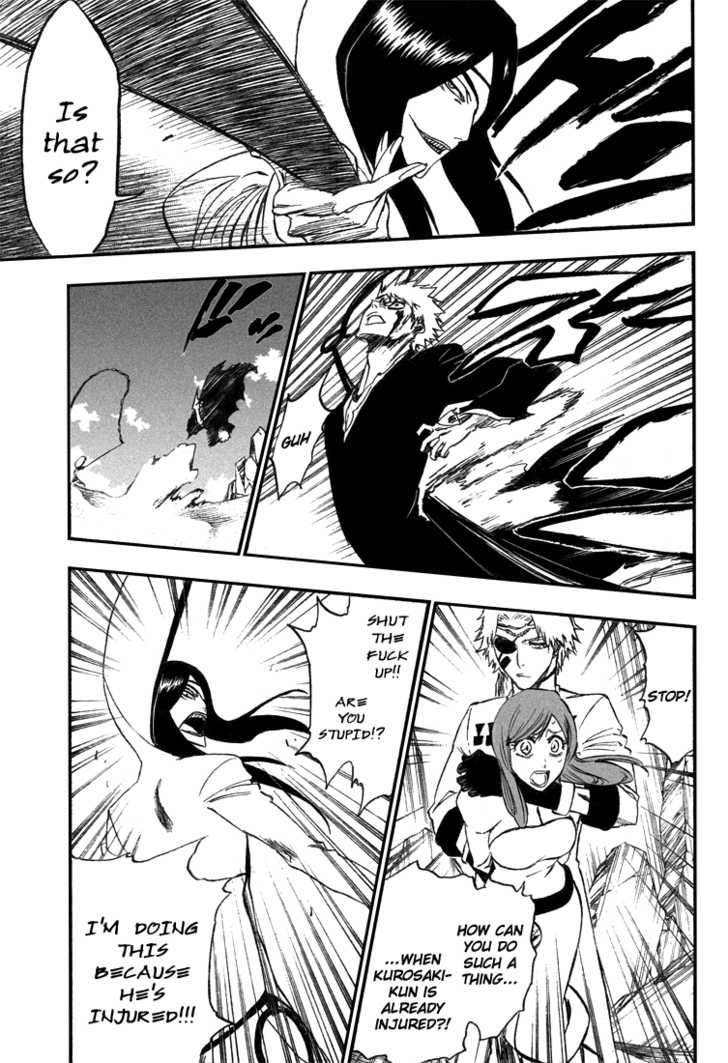 Is
that
so?
GUH
STOP!
HOW CAN
YOU DO
SUCH A
THING...
...WHEN
KUROSAKI-
KUN IS
ALREADY
INJURED?!
SHUT
THE
FUCK
UP!!
ARE
YOU
STUPID!?
I'M DOING
THIS
BECAUSE
HE'S
INJURED!!!